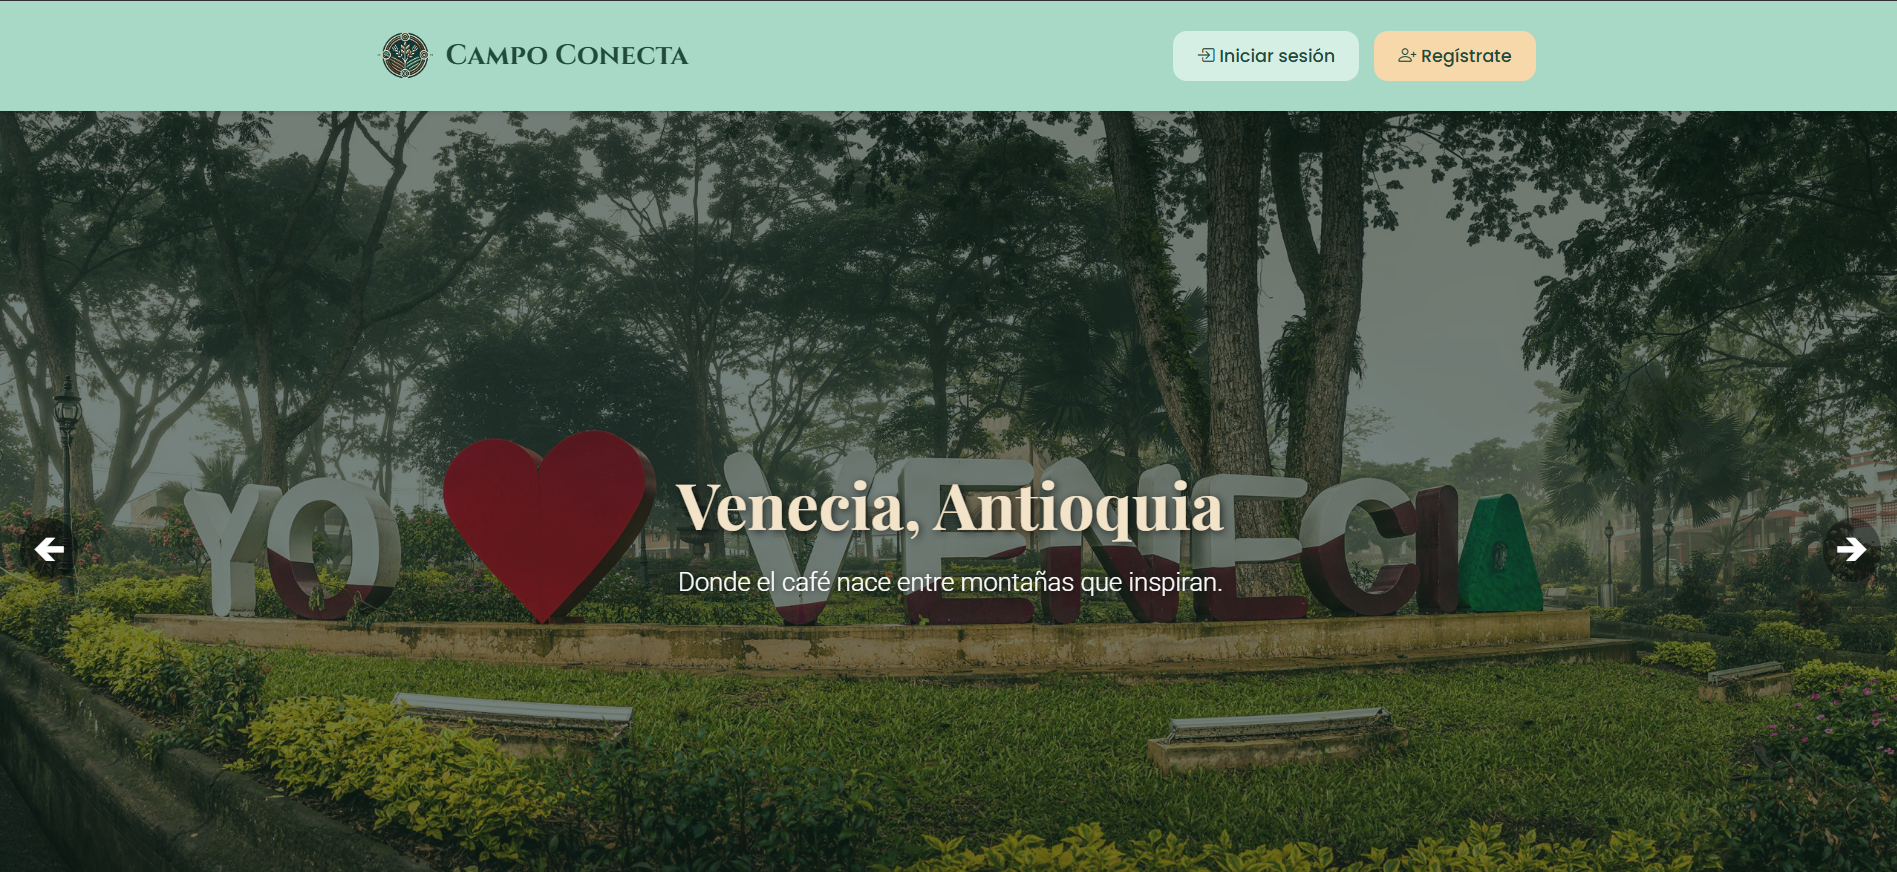 CAMPO CONECTA
Iniciar sesión
Regístrate
YO VENECIA
Venecia, Antioquia
Donde el café nace entre montañas que inspiran.